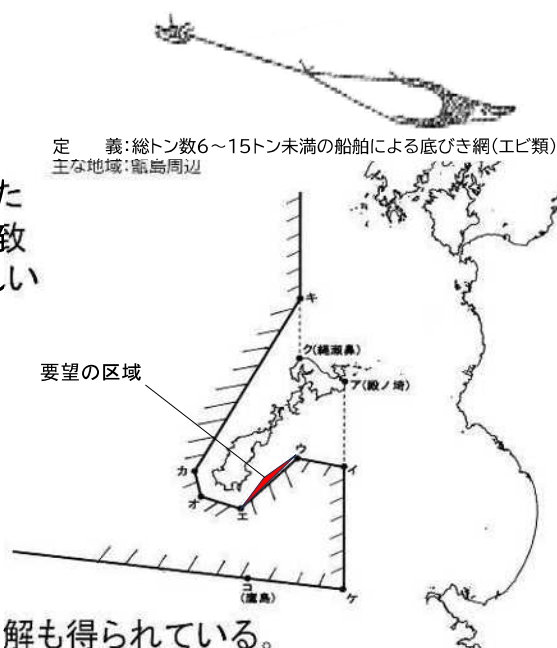 定　　義：総トン数6～15トン未満の船舶による底びき網(エビ類)
主な地域：甑島周辺
た
致
しい
キ
ク(縄瀬鼻)
ア(殿ノ埼)
要望の区域
ウ
イ
カ
オ
エ
コ
(鷹島)
ケ
解も得られている。